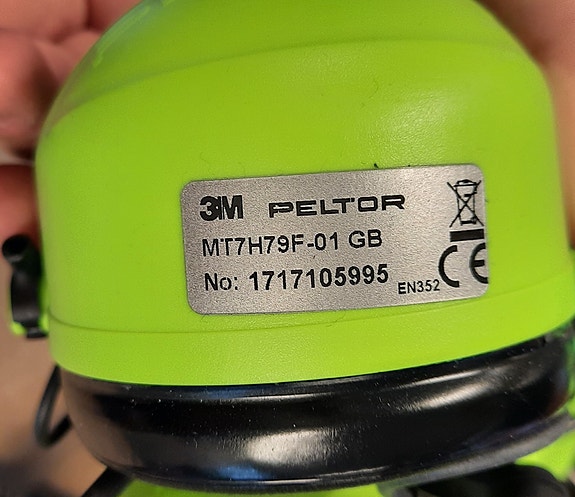 3M PELTOR
MT7H79F-01 GB
No: 1717105995
EN352 CE